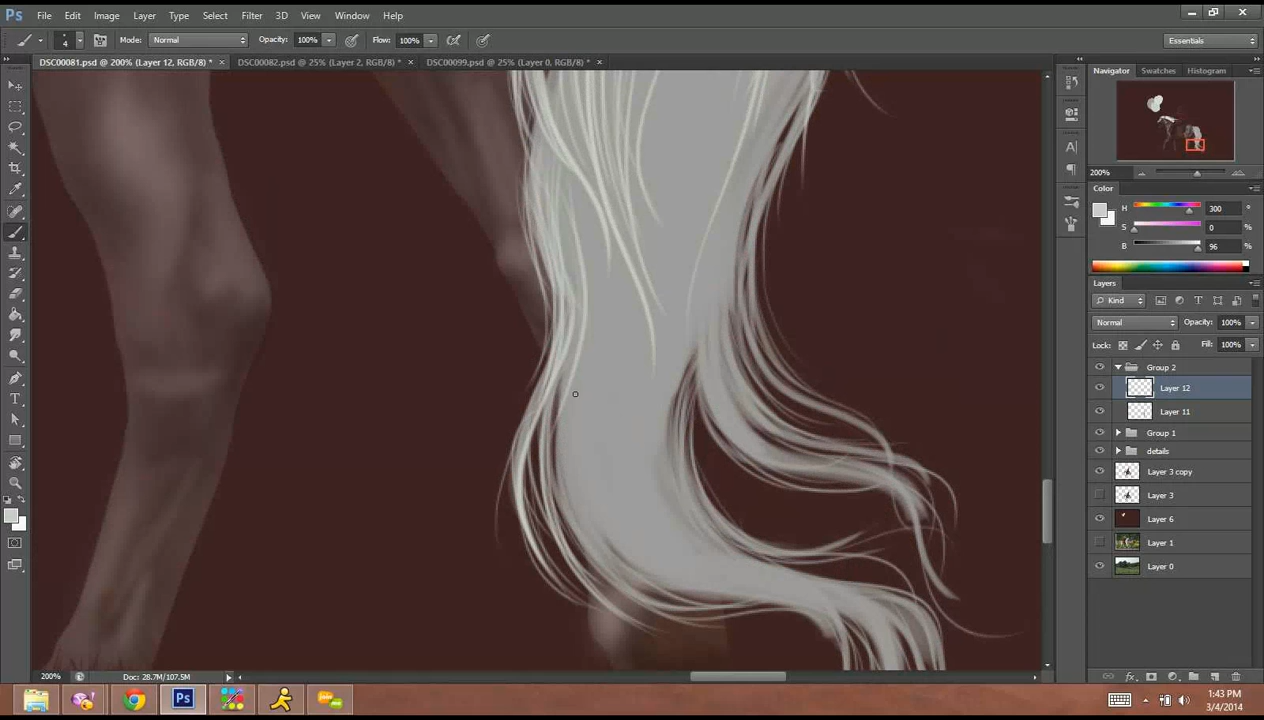 Ps File Edit Image Layer Type Select Filter 3D View Window Help
4 Mode: Normal Opacity: 100% Flow: 100% Essentials
DSC00081.psd @ 200% (Layer 12, RGB/8) * × DSC00082.psd @ 25% (Layer 2, RGB/8) * × DSC00099.psd @ 25% (Layer 0, RGB/8) * ×
Navigator Swatches Histogram
200%
Color
H 300 °
S 0 %
B 96 %
Layers
Kind
Normal Opacity: 100%
Lock: Fill: 100%
Group 2
Layer 12
Layer 11
Group 1
details
Layer 3 copy
Layer 3
Layer 6
Layer 1
Layer 0
200% Doc: 28.7M/107.5M
Ps
1:43 PM
3/4/2014